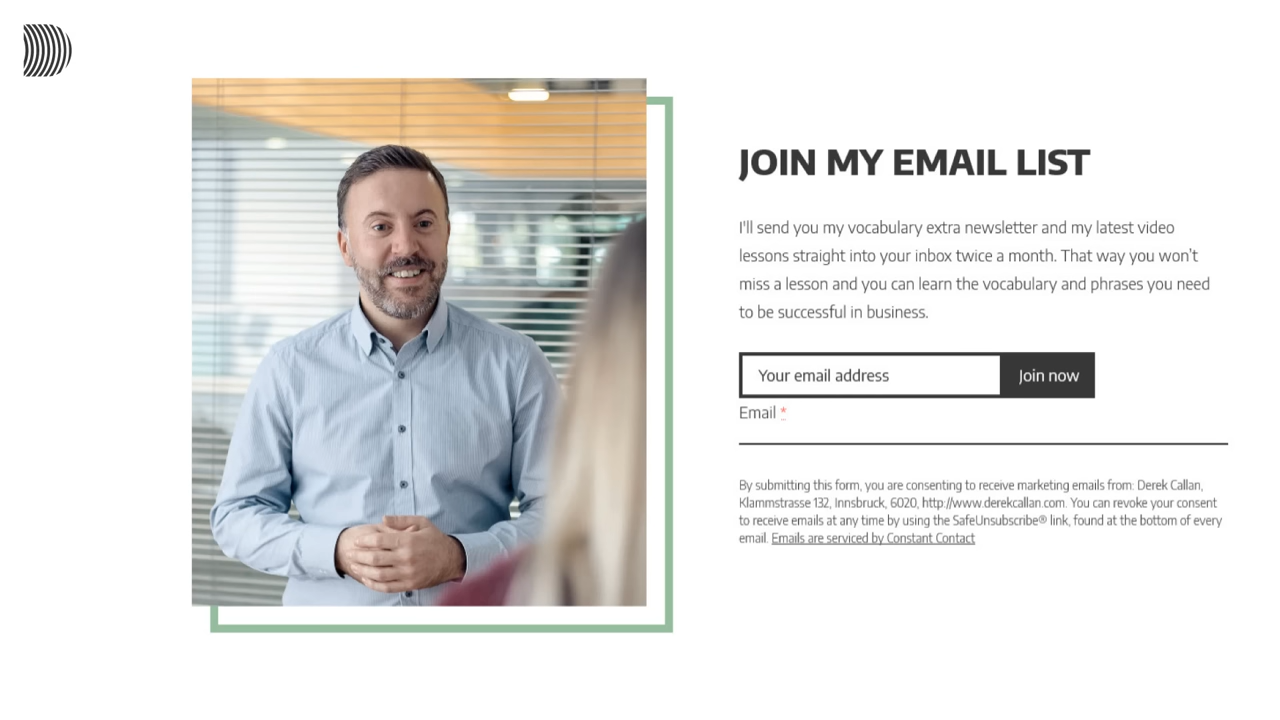 JOIN MY EMAIL LIST
I'll send you my vocabulary extra newsletter and my latest video
lessons straight into your inbox twice a month. That way you won't
miss a lesson and you can learn the vocabulary and phrases you need
to be successful in business.
Your email address Join now
Email *
By submitting this form, you are consenting to receive marketing emails from: Derek Callan,
Klammstrasse 132, Innsbruck, 6020, http://www.derekcallan.com. You can revoke your consent
to receive emails at any time by using the SafeUnsubscribe® link, found at the bottom of every
email. Emails are serviced by Constant Contact